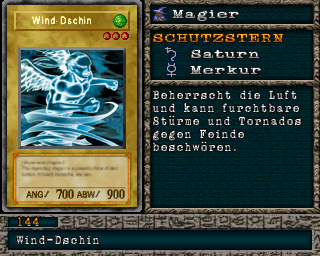 Wind-Dschin
ANG/ 700 ABW/ 900
Magier
SCHUTZSTERN
Saturn
Merkur
Beherrscht die Luft
und kann furchtbare
Stürme und Tornados
gegen Feinde
beschwören.
144
Wind-Dschin